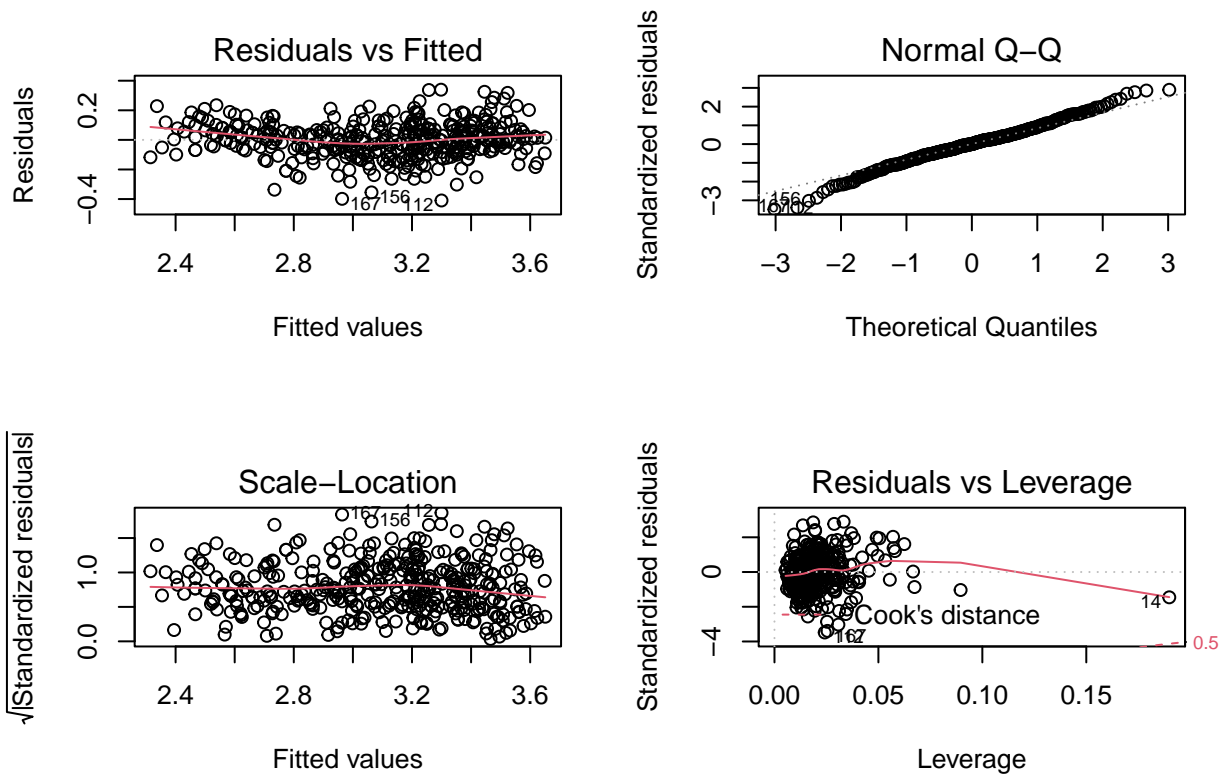 Residuals vs Fitted
Residuals
0.2
−0.4
167
156
112
2.4 2.8 3.2 3.6
Fitted values
Normal Q−Q
Standardized residuals
2
0
−3
156
−3 −2 −1 0 1 2 3
Theoretical Quantiles
Scale−Location
√|Standardized residuals|
1.0
0.0
167
156
112
2.4 2.8 3.2 3.6
Fitted values
Residuals vs Leverage
Standardized residuals
0
−4
Cook's distance
14
0.5
0.00 0.05 0.10 0.15
Leverage